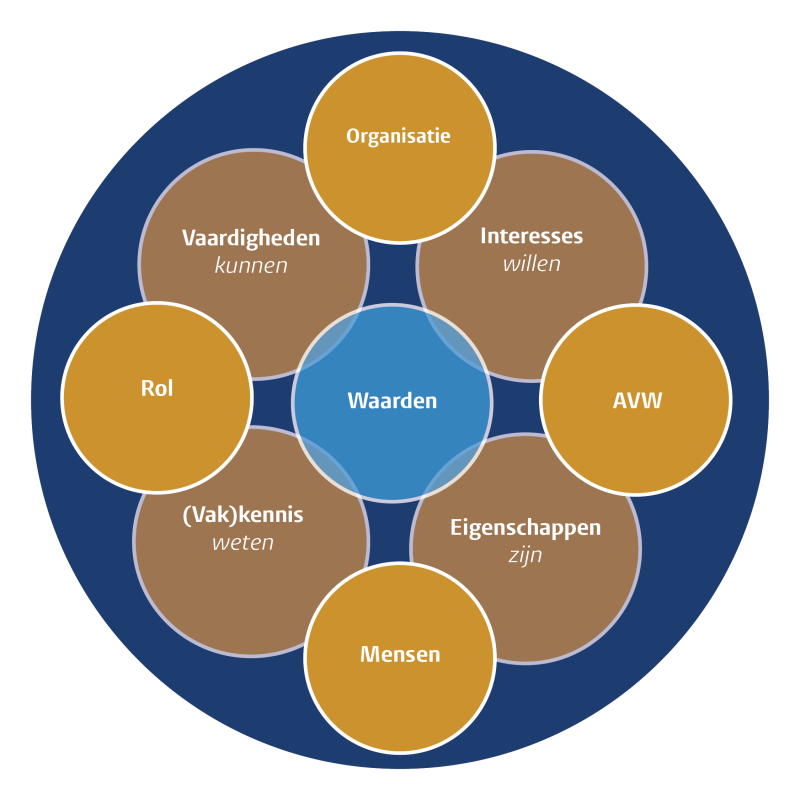 Organisatie
Vaardigheden
kunnen
Interesses
willen
Rol
Waarden
AVW
(Vak)kennis
weten
Eigenschappen
zijn
Mensen